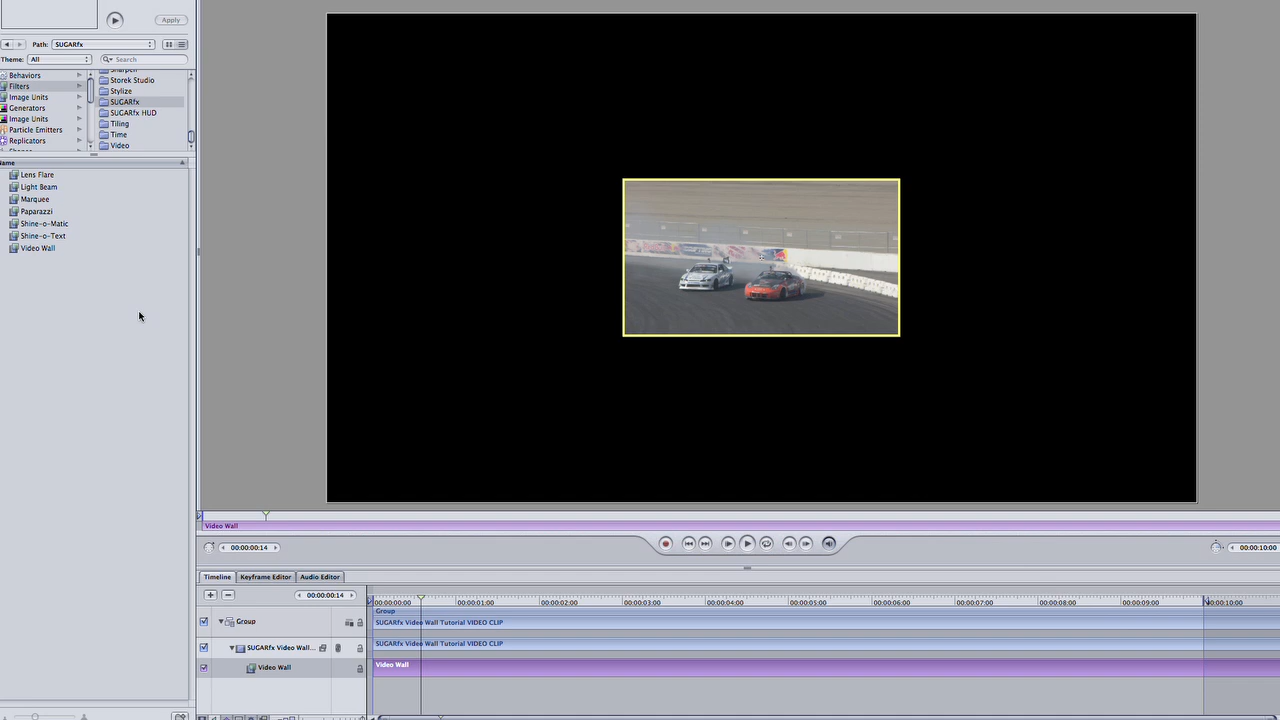 Apply
Path: SUGARfx
Theme: All
Search
Behaviors
Filters
Image Units
Generators
Image Units
Particle Emitters
Replicators
Storek Studio
Stylize
SUGARfx
SUGARfx HUD
Tiling
Time
Video
Name
Lens Flare
Light Beam
Marquee
Paparazzi
Shine-o-Matic
Shine-o-Text
Video Wall
Video Wall
00:00:00:14
00:00:10:00
Timeline
Keyframe Editor
Audio Editor
00:00:00:14
00:00:00:00
00:00:01:00
00:00:02:00
00:00:03:00
00:00:04:00
00:00:05:00
00:00:06:00
00:00:07:00
00:00:08:00
00:00:09:00
00:00:10:00
Group
Group
SUGARfx Video Wall Tutorial VIDEO CLIP
SUGARfx Video Wall...
SUGARfx Video Wall Tutorial VIDEO CLIP
Video Wall
Video Wall